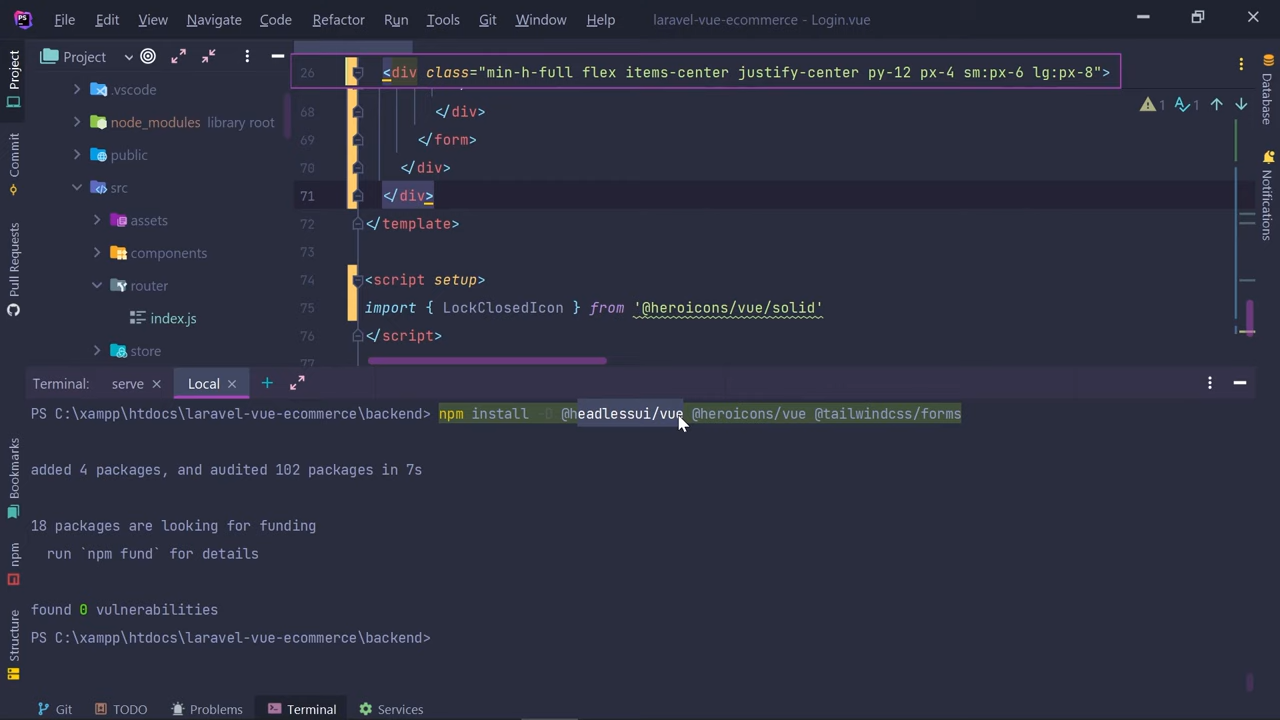 PS File Edit View Navigate Code Refactor Run Tools Git Window Help laravel-vue-ecommerce - Login.vue
Project
Commit
Pull Requests
Bookmarks
npm
Structure
Project
.vscode
node_modules library root
public
src
assets
components
router
index.js
store
26 <div class="min-h-full flex items-center justify-center py-12 px-4 sm:px-6 lg:px-8">
68 </div>
69 </form>
70 </div>
71 </div>
72 </template>
73
74 <script setup>
75 import { LockClosedIcon } from '@heroicons/vue/solid'
76 </script>
77
1 1
Database
Notifications
Terminal: serve Local
PS C:\xampp\htdocs\laravel-vue-ecommerce\backend> npm install -D @headlessui/vue @heroicons/vue @tailwindcss/forms
added 4 packages, and audited 102 packages in 7s
18 packages are looking for funding
run `npm fund` for details
found 0 vulnerabilities
PS C:\xampp\htdocs\laravel-vue-ecommerce\backend>
Git TODO Problems Terminal Services